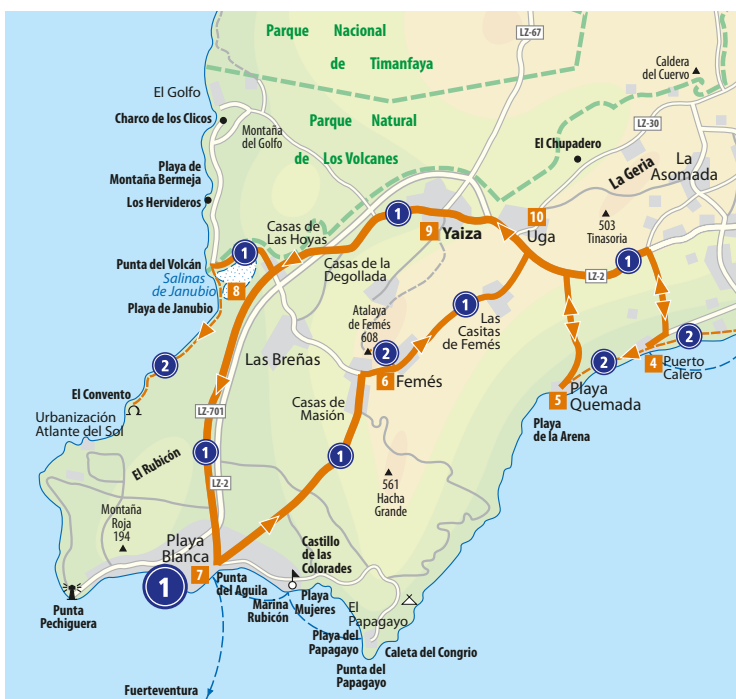 Parque Nacional
de Timanfaya
LZ-67
Caldera
del Cuervo
El Golfo
Charco de los Clicos
Montaña
del Golfo
Parque Natural
de Los Volcanes
LZ-30
El Chupadero
La Geria
La
Asomada
Playa de
Montaña Bermeja
Los Hervideros
10
Uga
503
Tinasoria
1
9
Yaiza
Casas de
Las Hoyas
1
Punta del Volcán
Salinas
de Janubio
8
Playa de Janubio
Casas de la
Degollada
1
LZ-2
Atalaya
de Femés
608
1
Las
Casitas
de Femés
2
2
Las Breñas
6
Femés
2
4
Puerto
Calero
2
El Convento
Urbanización
Atlante del Sol
Casas de
Masión
5
Playa
Quemada
Playa
de la Arena
LZ-701
El Rubicón
1
1
LZ-2
561
Hacha
Grande
Montaña
Roja
194
Playa
Blanca
7
1
Castillo
de las
Colorades
Punta
del Aguila
Marina
Rubicón
Playa
Mujeres
El
Papagayo
Punta
Pechiguera
Playa del
Papagayo
Caleta del Congrio
Punta del
Papagayo
Fuerteventura